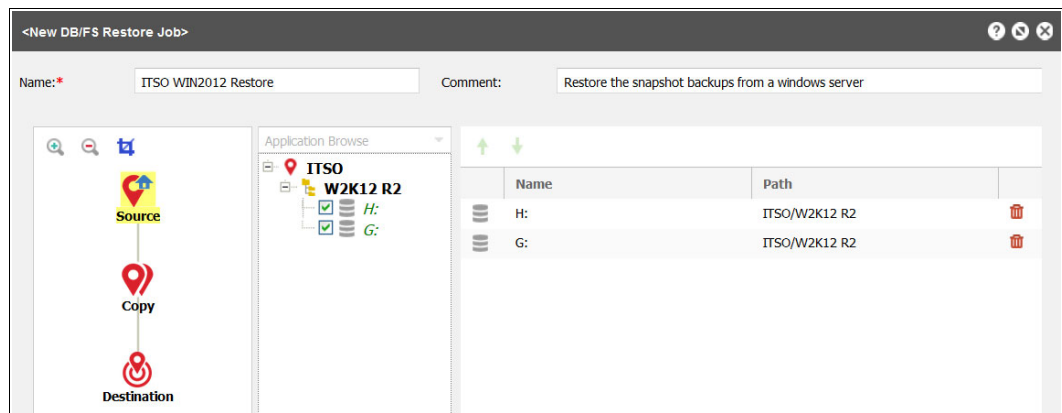 <New DB/FS Restore Job>
Name:* ITSO WIN2012 Restore Comment: Restore the snapshot backups from a windows server
Source
Copy
Destination
Application Browse
ITSO
W2K12 R2
H:
G:
Name Path
H: ITSO/W2K12 R2
G: ITSO/W2K12 R2